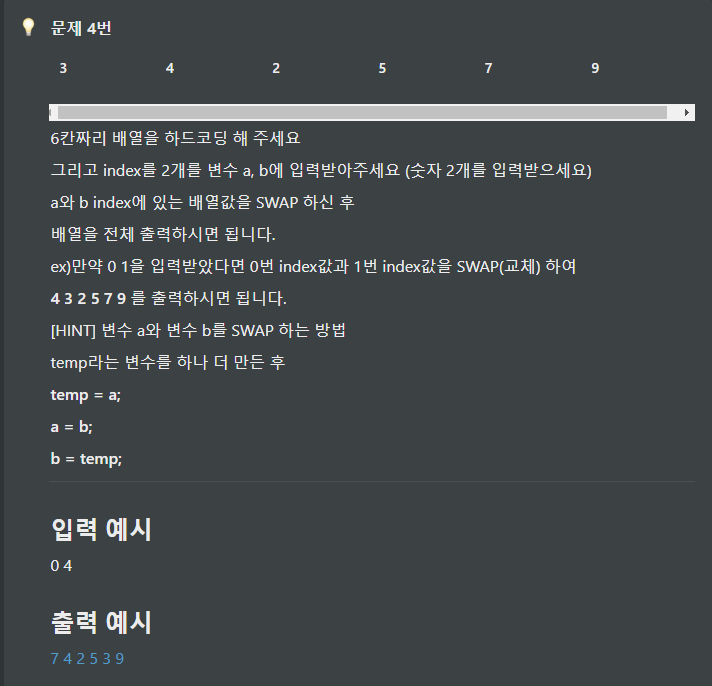 문제 4번
3 4 2 5 7 9
6칸짜리 배열을 하드코딩 해 주세요
그리고 index를 2개를 변수 a, b에 입력받아주세요 (숫자 2개를 입력받으세요)
a와 b index에 있는 배열값을 SWAP 하신 후
배열을 전체 출력하시면 됩니다.
ex)만약 0 1을 입력받았다면 0번 index값과 1번 index값을 SWAP(교체) 하여
4 3 2 5 7 9 를 출력하시면 됩니다.
[HINT] 변수 a와 변수 b를 SWAP 하는 방법
temp라는 변수를 하나 더 만든 후
temp = a;
a = b;
b = temp;
입력 예시
0 4
출력 예시
7 4 2 5 3 9